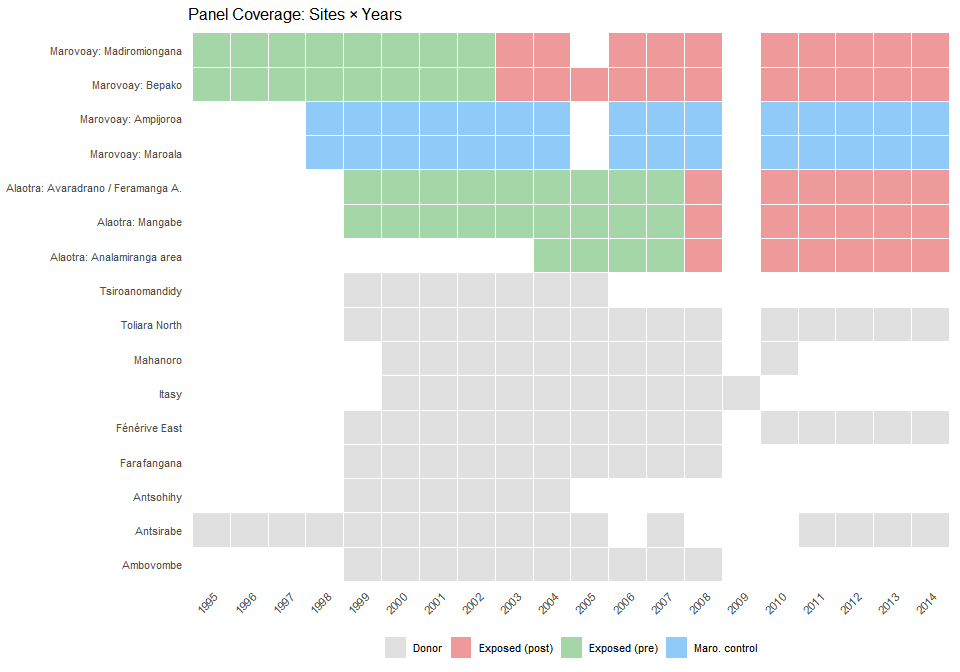 Panel Coverage: Sites × Years
Marovoay: Madiromiongana
Marovoay: Bepako
Marovoay: Ampijoroa
Marovoay: Maroala
Alaotra: Avaradrano / Feramanga A.
Alaotra: Mangabe
Alaotra: Analamiranga area
Tsiroanomandidy
Toliara North
Mahanoro
Itasy
Fénérive East
Farafangana
Antsohihy
Antsirabe
Ambovombe
1995 1996 1997 1998 1999 2000 2001 2002 2003 2004 2005 2006 2007 2008 2009 2010 2011 2012 2013 2014
Donor Exposed (post) Exposed (pre) Maro. control